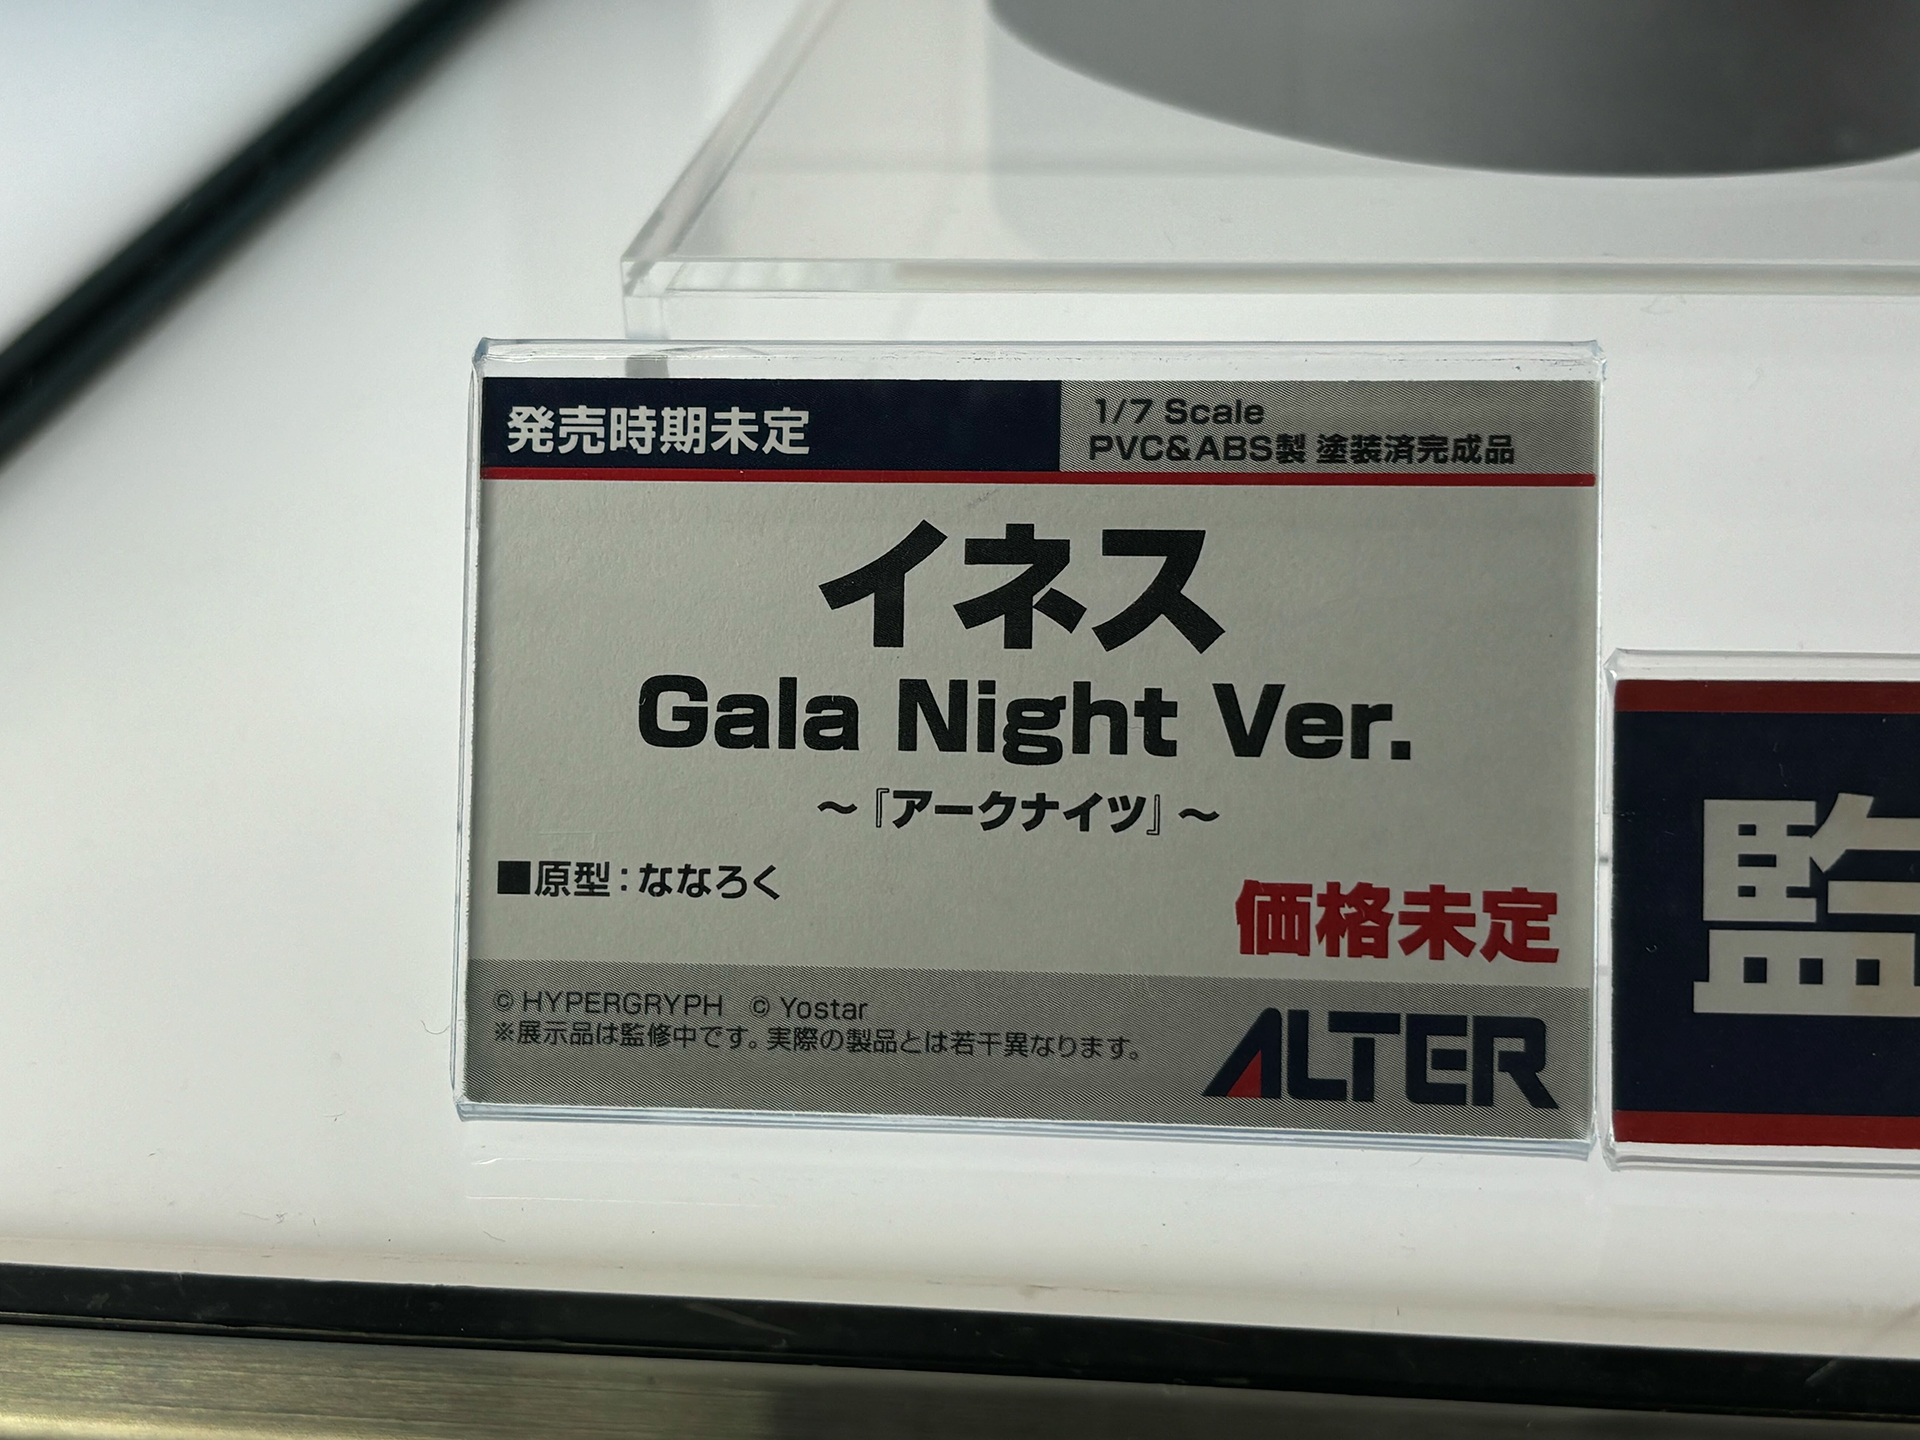 発売時期未定
1/7 Scale
PVC&ABS製 塗装済完成品
イネス
Gala Night Ver.
～『アークナイツ』～
■原型：ななろく
価格未定
© HYPERGRYPH © Yostar
※展示品は監修中です。実際の製品とは若干異なります。
ALTER
監